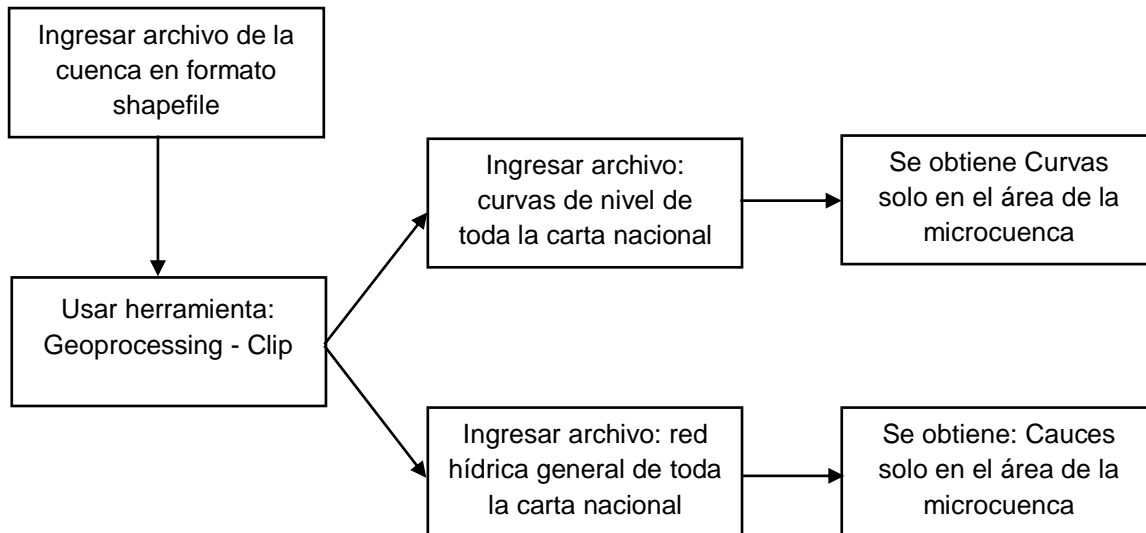 Ingresar archivo de la
cuenca en formato
shapefile
Usar herramienta:
Geoprocessing - Clip
Ingresar archivo:
curvas de nivel de
toda la carta nacional
Se obtiene Curvas
solo en el área de la
microcuenca
Ingresar archivo: red
hídrica general de toda
la carta nacional
Se obtiene: Cauces
solo en el área de la
microcuenca